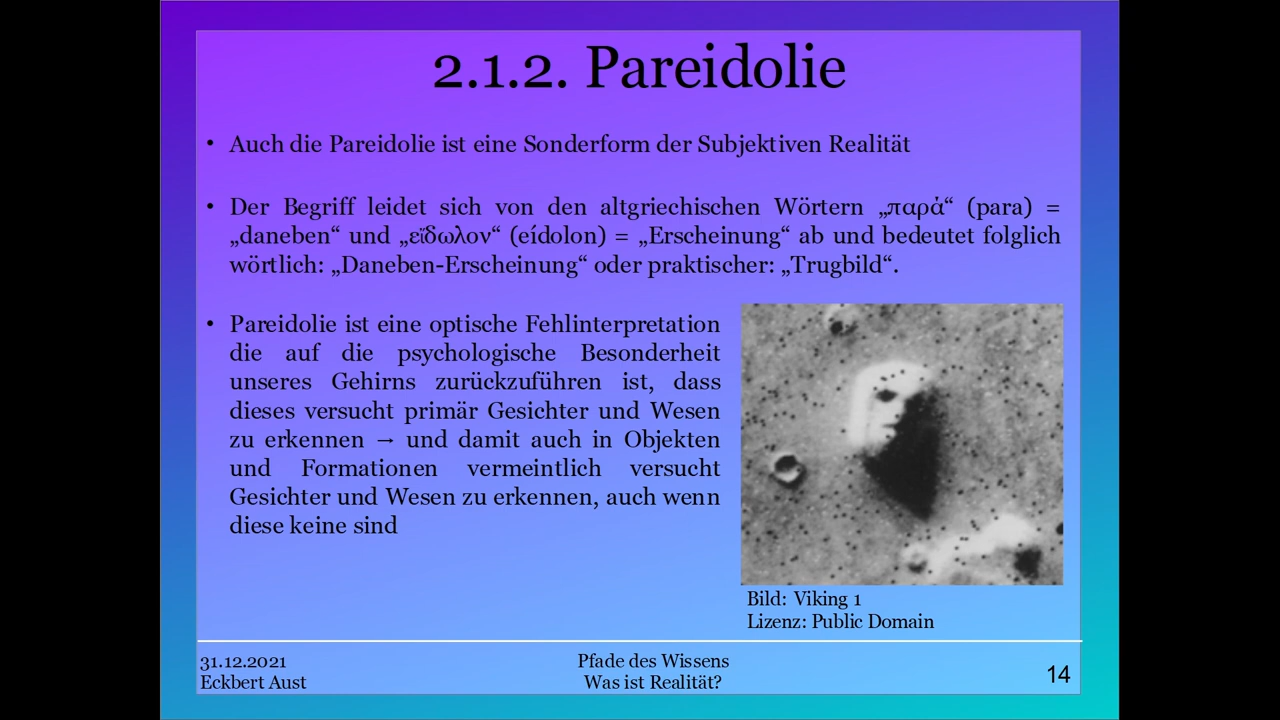 2.1.2. Pareidolie
• Auch die Pareidolie ist eine Sonderform der Subjektiven Realität
• Der Begriff leidet sich von den altgriechischen Wörtern „παρά“ (para) =
„daneben“ und „εἴδωλον“ (eídolon) = „Erscheinung“ ab und bedeutet folglich
wörtlich: „Daneben-Erscheinung“ oder praktischer: „Trugbild“.
• Pareidolie ist eine optische Fehlinterpretation
die auf die psychologische Besonderheit
unseres Gehirns zurückzuführen ist, dass
dieses versucht primär Gesichter und Wesen
zu erkennen → und damit auch in Objekten
und Formationen vermeintlich versucht
Gesichter und Wesen zu erkennen, auch wenn
diese keine sind
Bild: Viking 1
Lizenz: Public Domain
31.12.2021
Eckbert Aust
Pfade des Wissens
Was ist Realität?
14